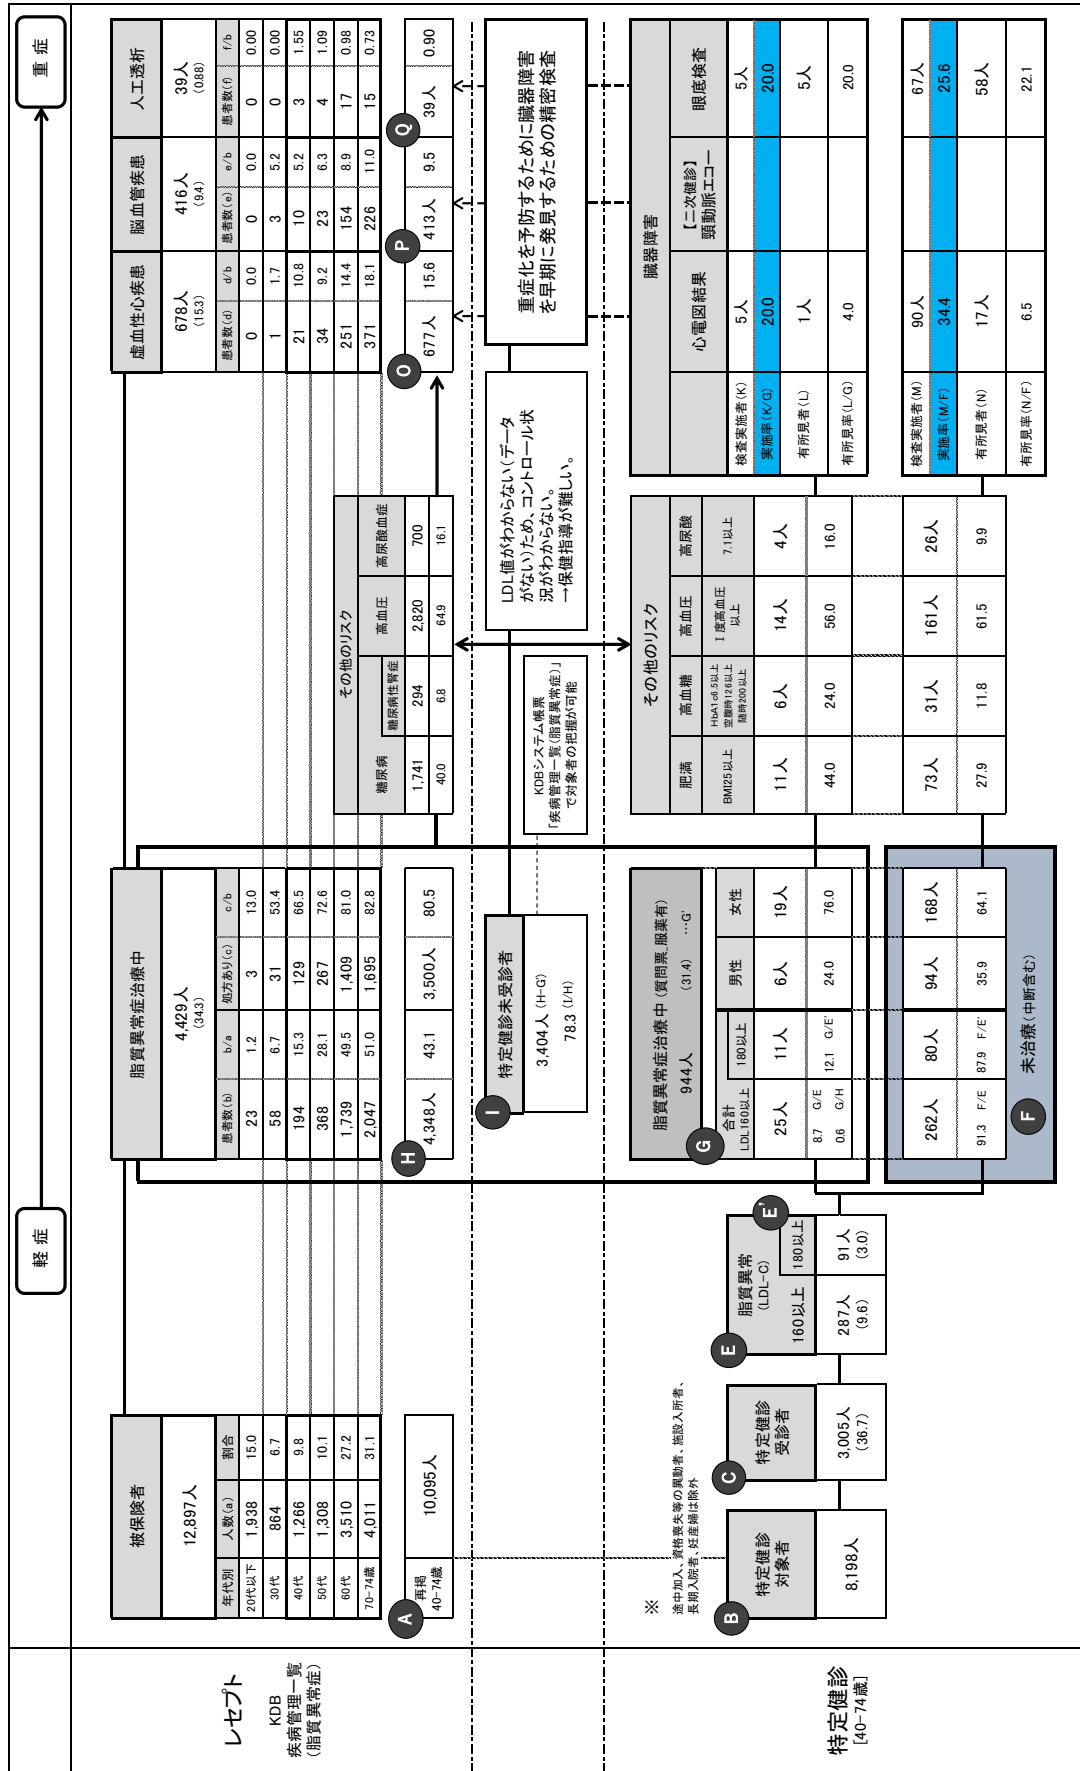 軽症
重症
レセプト
KDB
疾病管理一覧
(脂質異常症)
被保険者
12,897人
年代別 人数(a) 割合
20代以下 1,938 15.0
30代 864 6.7
40代 1,266 9.8
50代 1,308 10.1
60代 3,510 27.2
70-74歳 4,011 31.1
A
再掲
40-74歳
10,095人
脂質異常症治療中
4,429人
(34.3)
患者数(b) b/a 処方あり(c) c/b
23 1.2 3 13.0
58 6.7 31 53.4
194 15.3 129 66.5
368 28.1 267 72.6
1,739 49.5 1,409 81.0
2,047 51.0 1,695 82.8
H
4,348人 43.1 3,500人 80.5
その他のリスク
糖尿病 糖尿病性腎症 高血圧 高尿酸血症
1,741 294 2,820 700
40.0 6.8 64.9 16.1
虚血性心疾患 脳血管疾患 人工透析
678人 416人 39人
(15.3) (9.4) (0.88)
患者数(d) d/b 患者数(e) e/b 患者数(f) f/b
0 0.0 0 0.0 0 0.00
1 1.7 3 5.2 0 0.00
21 10.8 10 5.2 3 1.55
34 9.2 23 6.3 4 1.09
251 14.4 154 8.9 17 0.98
371 18.1 226 11.0 15 0.73
O P Q
677人 15.6 413人 9.5 39人 0.90
I
特定健診未受診者
3,404人 (H-G')
78.3 (I/H)
KDBシステム帳票
「疾病管理一覧(脂質異常症)」
で対象者の把握が可能
LDL値がわからない(データ
がない)ため、コントロール状
況がわからない。
→保健指導が難しい。
重症化を予防するために臓器障害
を早期に発見するための精密検査
特定健診
[40-74歳]
※
途中加入、資格喪失等の異動者、施設入所者、
長期入院者、妊産婦は除外
B
特定健診
対象者
8,198人
C
特定健診
受診者
3,005人
(36.7)
E E'
脂質異常
(LDL-C)
160以上 180以上
287人 91人
(9.6) (3.0)
脂質異常症治療中(質問票_服薬有)
944人 (31.4) …G'
G
合計
LDL160以上 180以上 男性 女性
25人 11人 6人 19人
8.7 G/E 12.1 G/E' 24.0 76.0
0.6 G/H
262人 80人 94人 168人
91.3 F/E 87.9 F/E' 35.9 64.1
F
未治療(中断含む)
その他のリスク
肥満 高血糖 高血圧 高尿酸
BMI25以上 HbA1c6.5以上 空腹時126以上 随時200以上 Ⅰ度高血圧以上 7.1以上
11人 6人 14人 4人
44.0 24.0 56.0 16.0
73人 31人 161人 26人
27.9 11.8 61.5 9.9
臓器障害
心電図結果 【二次健診】頸動脈エコー 眼底検査
検査実施者(K) 5人 5人
実施率(K/G) 20.0 20.0
有所見者(L) 1人 5人
有所見率(L/G) 4.0 20.0
検査実施者(M) 90人 67人
実施率(M/F) 34.4 25.6
有所見者(N) 17人 58人
有所見率(N/F) 6.5 22.1